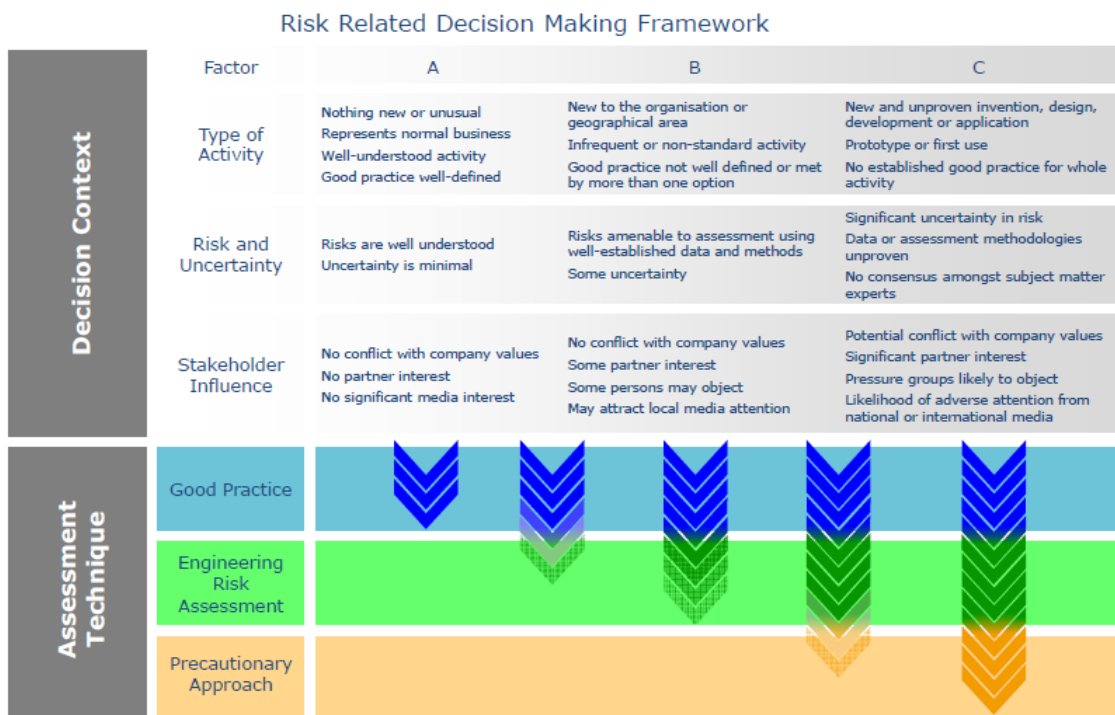 Risk Related Decision Making Framework
Decision Context
Factor
A
B
C
Type of
Activity
Nothing new or unusual
Represents normal business
Well-understood activity
Good practice well-defined
New to the organisation or
geographical area
Infrequent or non-standard activity
Good practice not well defined or met
by more than one option
New and unproven invention, design,
development or application
Prototype or first use
No established good practice for whole
activity
Risk and
Uncertainty
Risks are well understood
Uncertainty is minimal
Risks amenable to assessment using
well-established data and methods
Some uncertainty
Significant uncertainty in risk
Data or assessment methodologies
unproven
No consensus amongst subject matter
experts
Stakeholder
Influence
No conflict with company values
No partner interest
No significant media interest
No conflict with company values
Some partner interest
Some persons may object
May attract local media attention
Potential conflict with company values
Significant partner interest
Pressure groups likely to object
Likelihood of adverse attention from
national or international media
Assessment
Technique
Good Practice
Engineering
Risk
Assessment
Precautionary
Approach